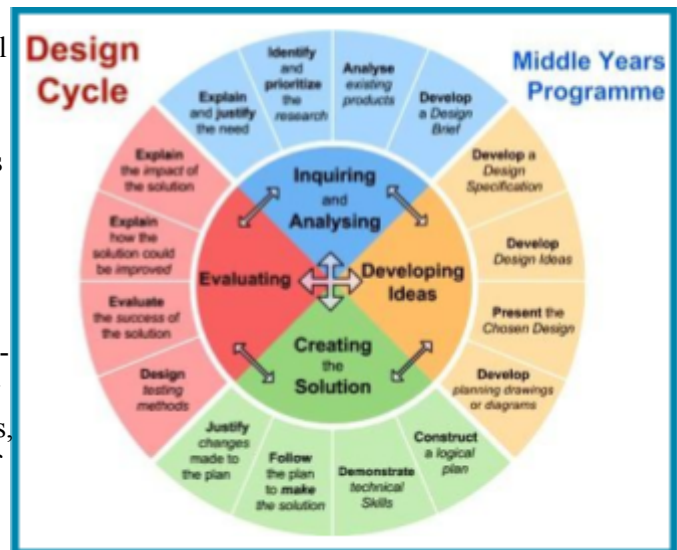 Design
Cycle
Middle Years
Programme
Explain
and justify
the need
Identify
and
prioritize
the
research
Analyse
existing
products
Develop
a Design
Brief
Develop a
Design
Specification
Develop
Design Ideas
Present the
Chosen Design
Develop
planning drawings
or diagrams
Construct
a logical
plan
Demonstrate
technical
Skills
Follow
the plan
to make
the solution
Justify
changes
made to
the plan
Design
testing
methods
Evaluate
the success of
the solution
Explain
how the
solution could
be improved
Explain
the impact of
the solution
Inquiring
and
Analysing
Developing
Ideas
Creating
the
Solution
Evaluating